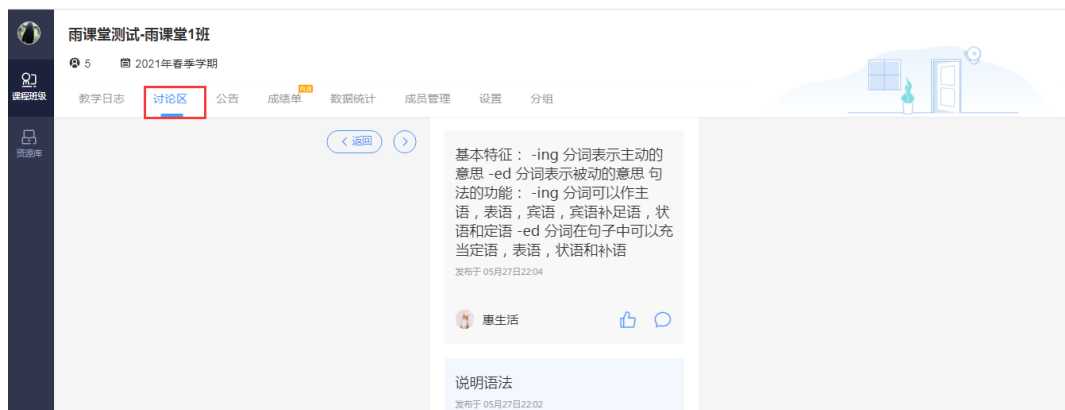 雨课堂测试-雨课堂1班
5 2021年春季学期
课程班级
教学日志 讨论区 公告 成绩单 数据统计 成员管理 设置 分组
资源库
返回
基本特征： -ing 分词表示主动的
意思 -ed 分词表示被动的意思 句
法的功能： -ing 分词可以作主
语，表语，宾语，宾语补足语，状
语和定语 -ed 分词在句子中可以充
当定语，表语，状语和补语
发布于 05月27日22:04
惠生活
说明语法
发布于 05月27日22:02